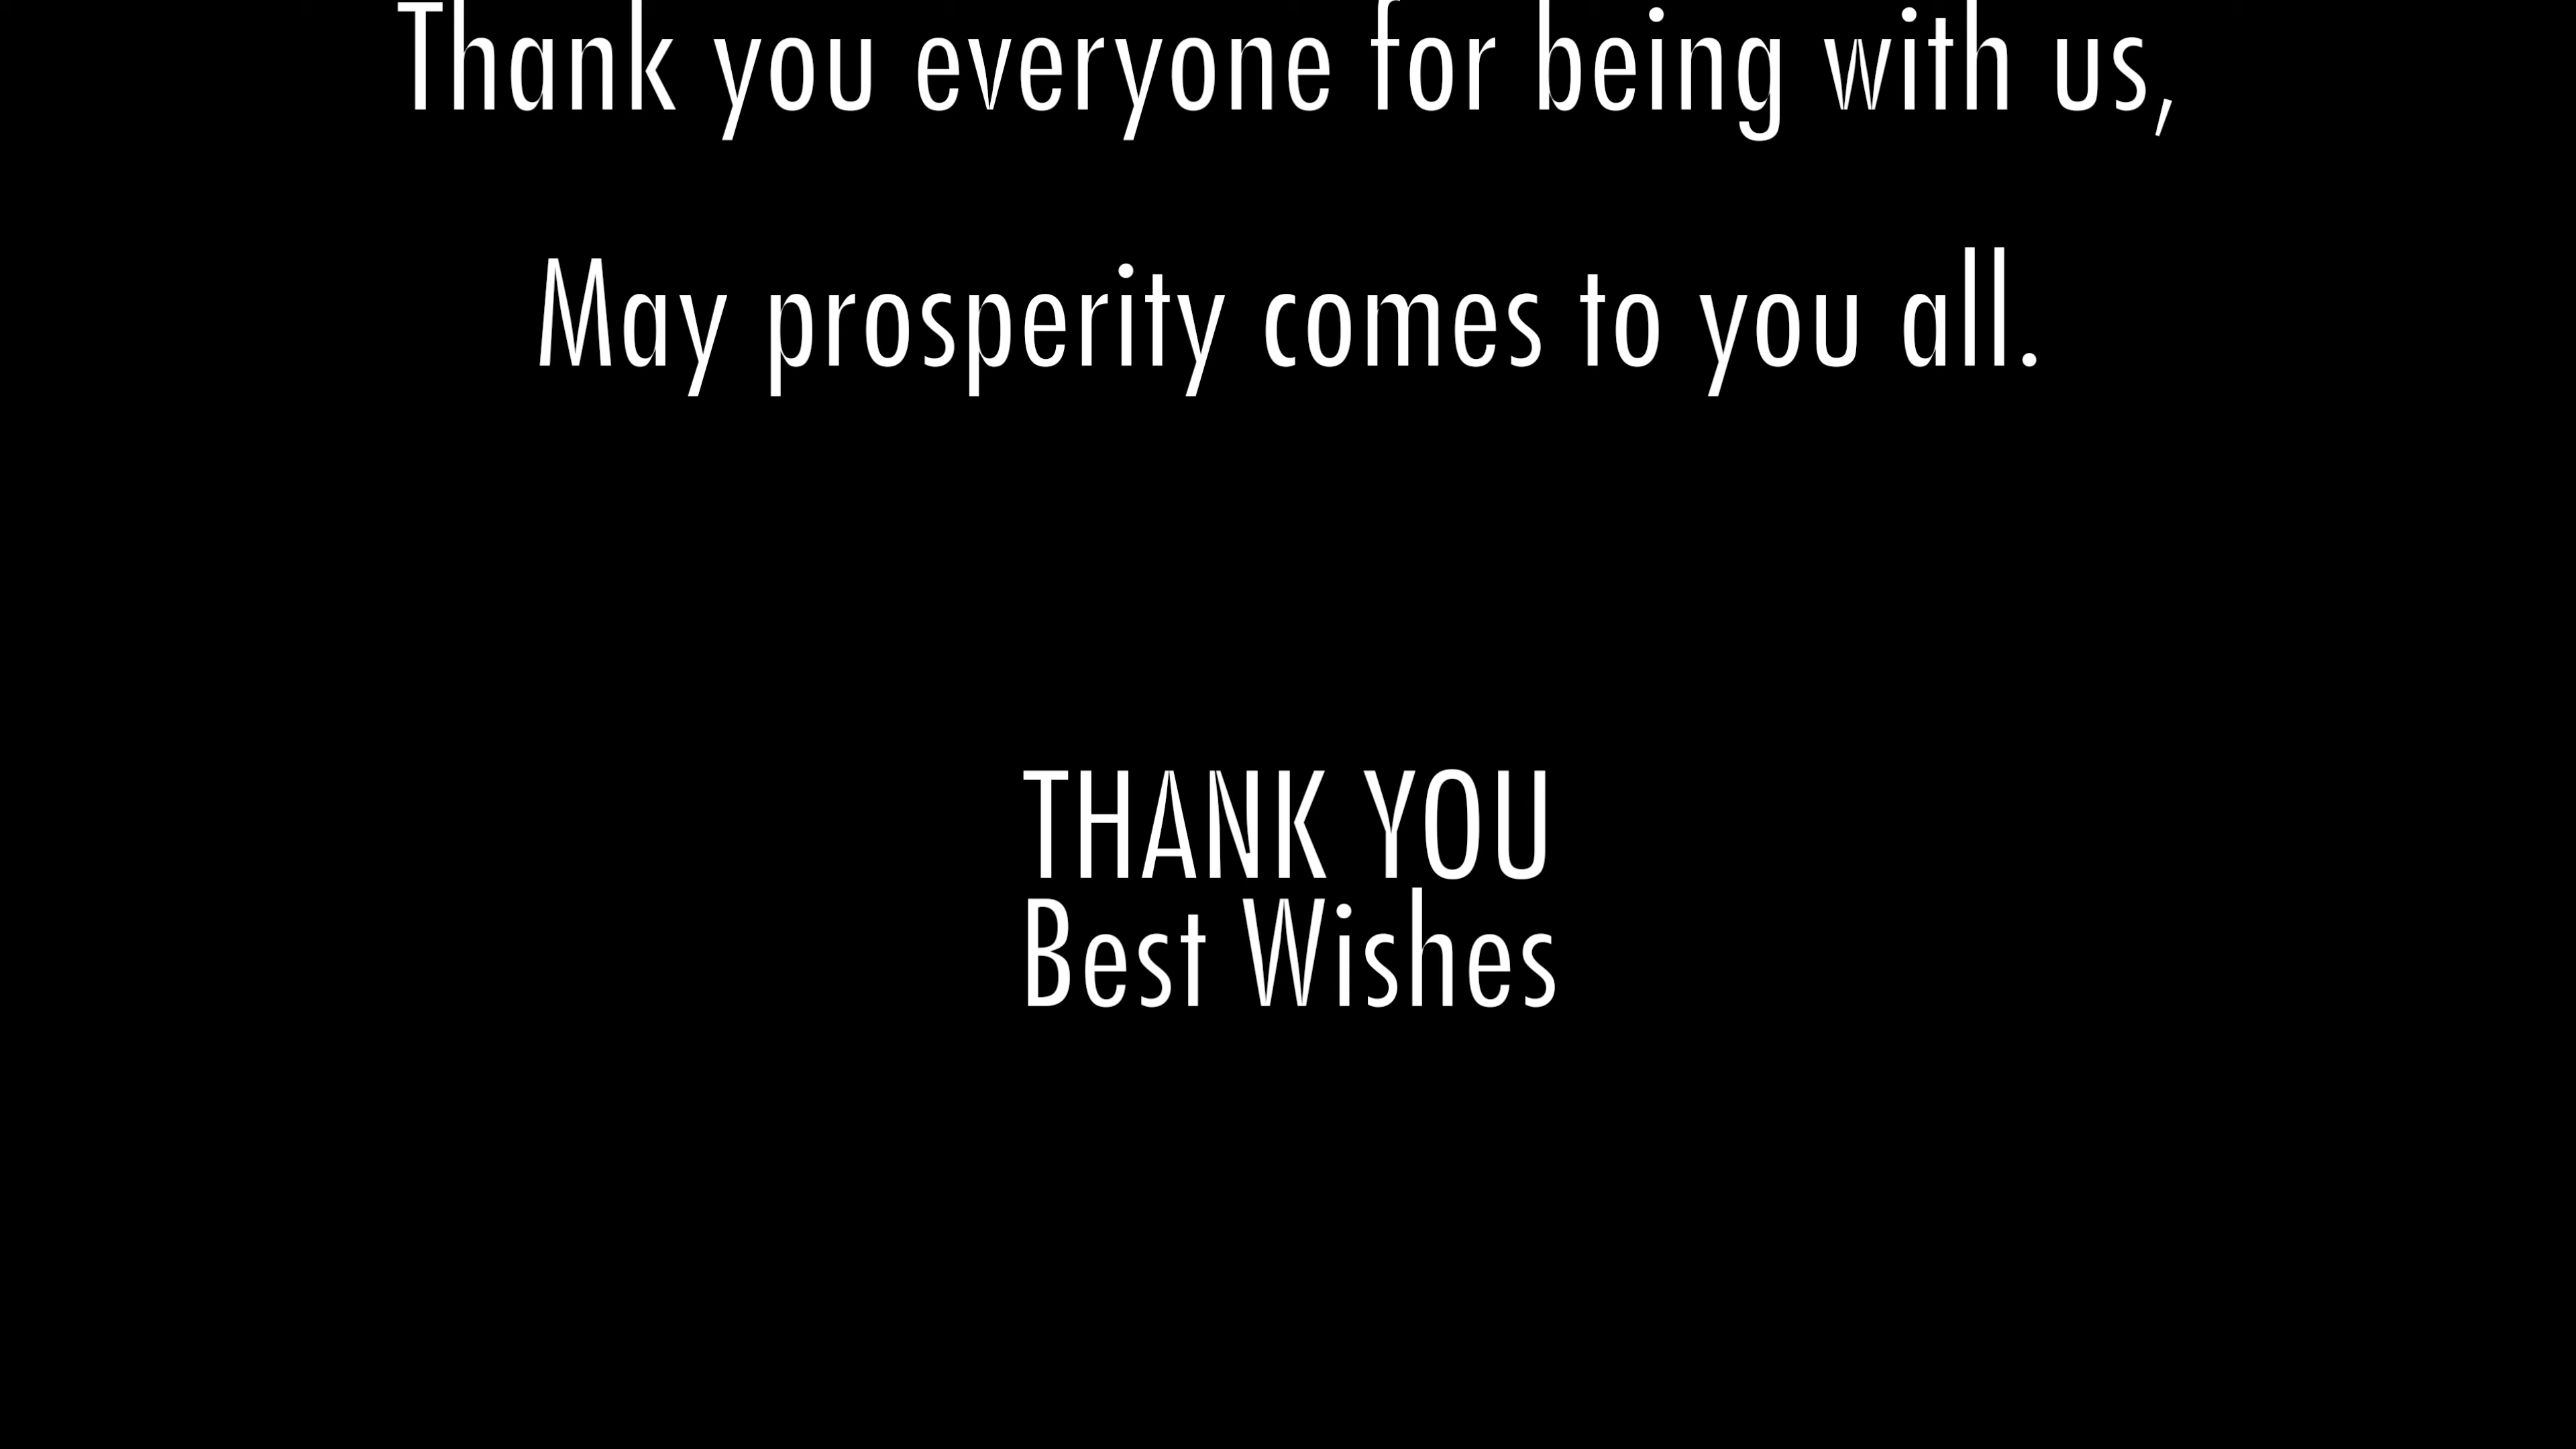 Thank you everyone for being with us,
May prosperity comes to you all.
THANK YOU
Best Wishes